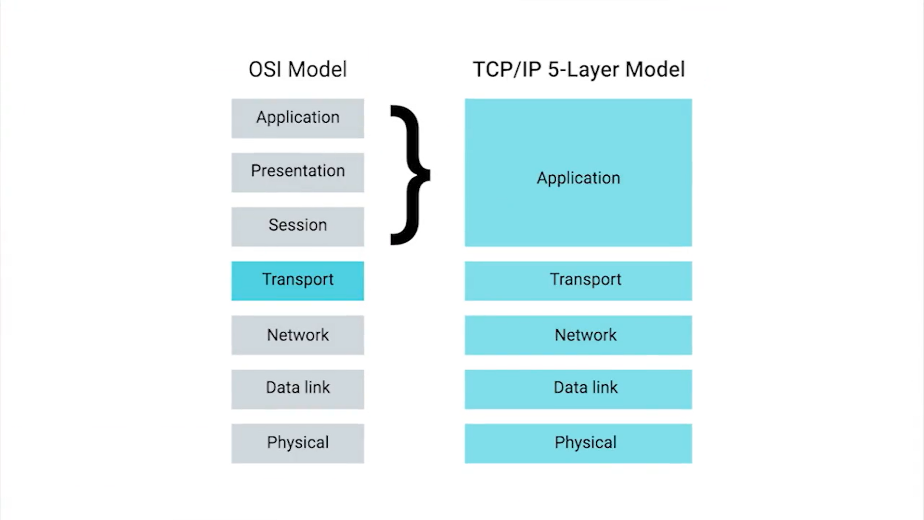 OSI Model
Application
Presentation
Session
Transport
Network
Data link
Physical
TCP/IP 5-Layer Model
Application
Transport
Network
Data link
Physical